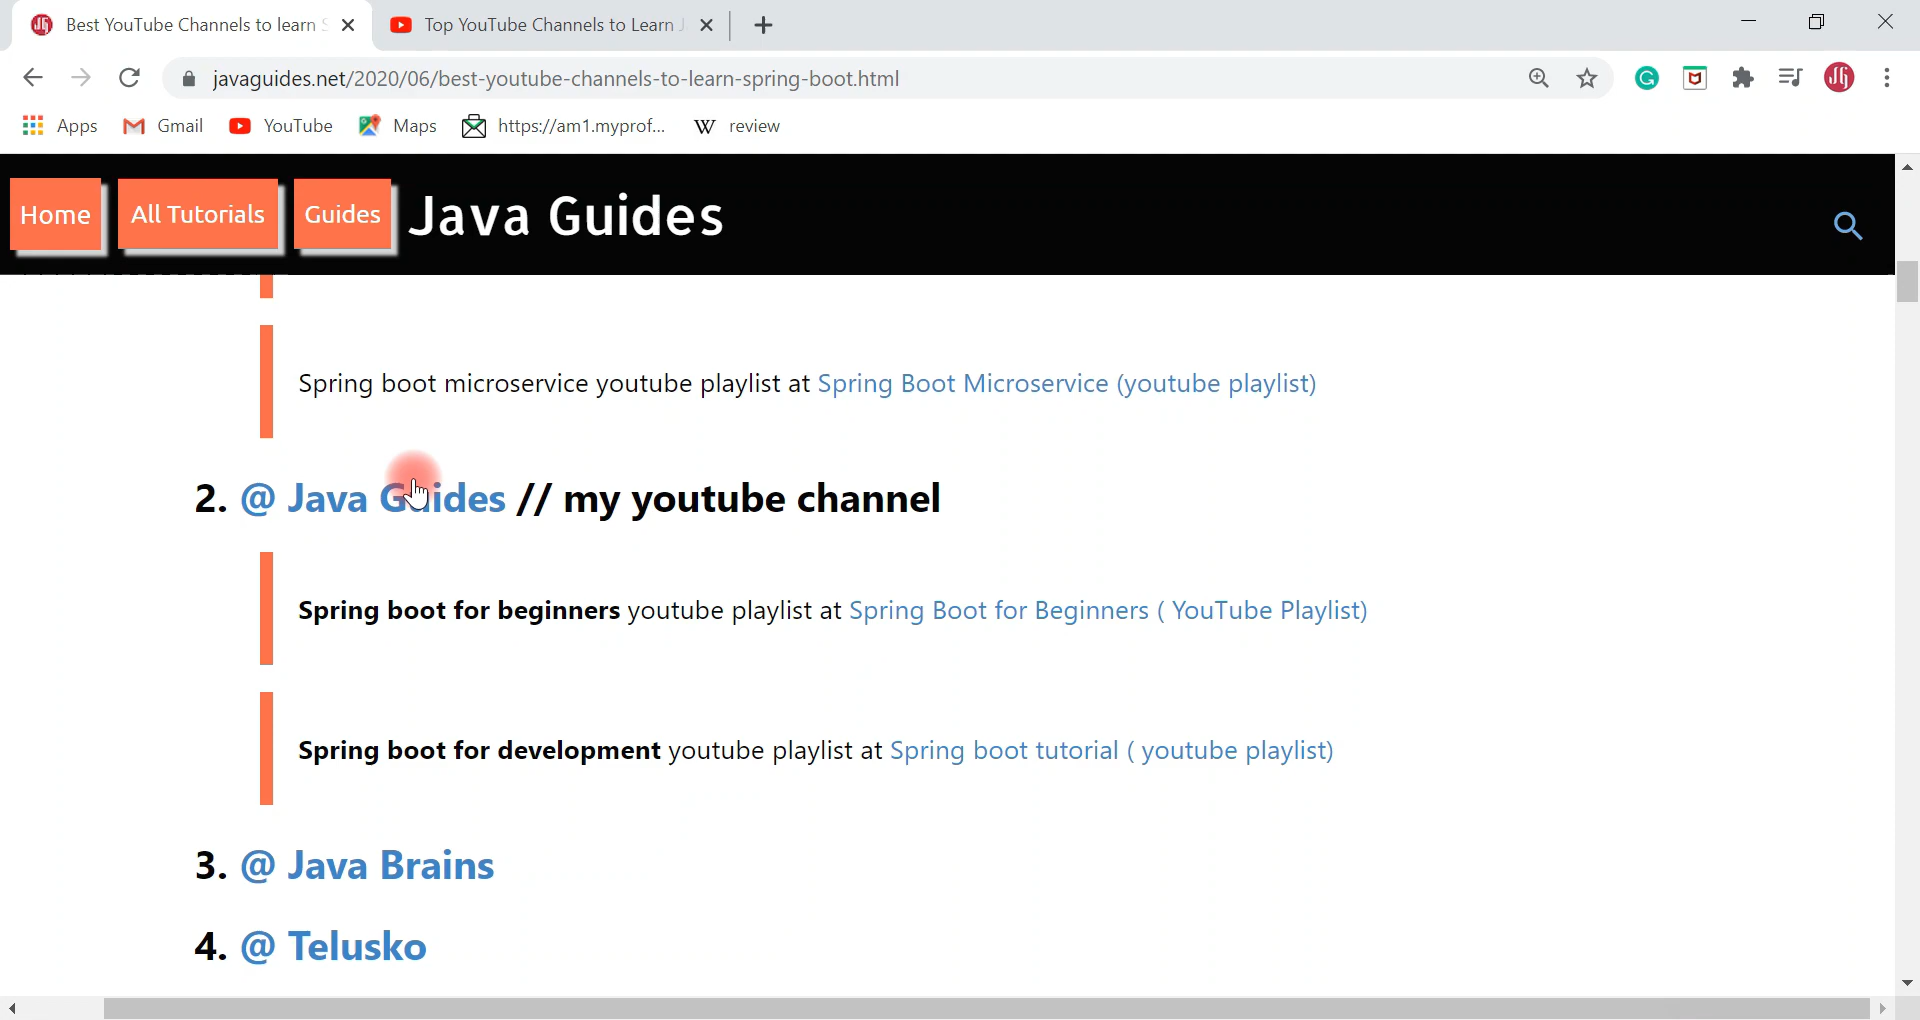 Best YouTube Channels to learn
Top YouTube Channels to Learn
javaguides.net/2020/06/best-youtube-channels-to-learn-spring-boot.html
Apps Gmail YouTube Maps https://am1.myprof... review
Home All Tutorials Guides Java Guides
Spring boot microservice youtube playlist at Spring Boot Microservice (youtube playlist)
2. @ Java Guides // my youtube channel
Spring boot for beginners youtube playlist at Spring Boot for Beginners ( YouTube Playlist)
Spring boot for development youtube playlist at Spring boot tutorial ( youtube playlist)
3. @ Java Brains
4. @ Telusko